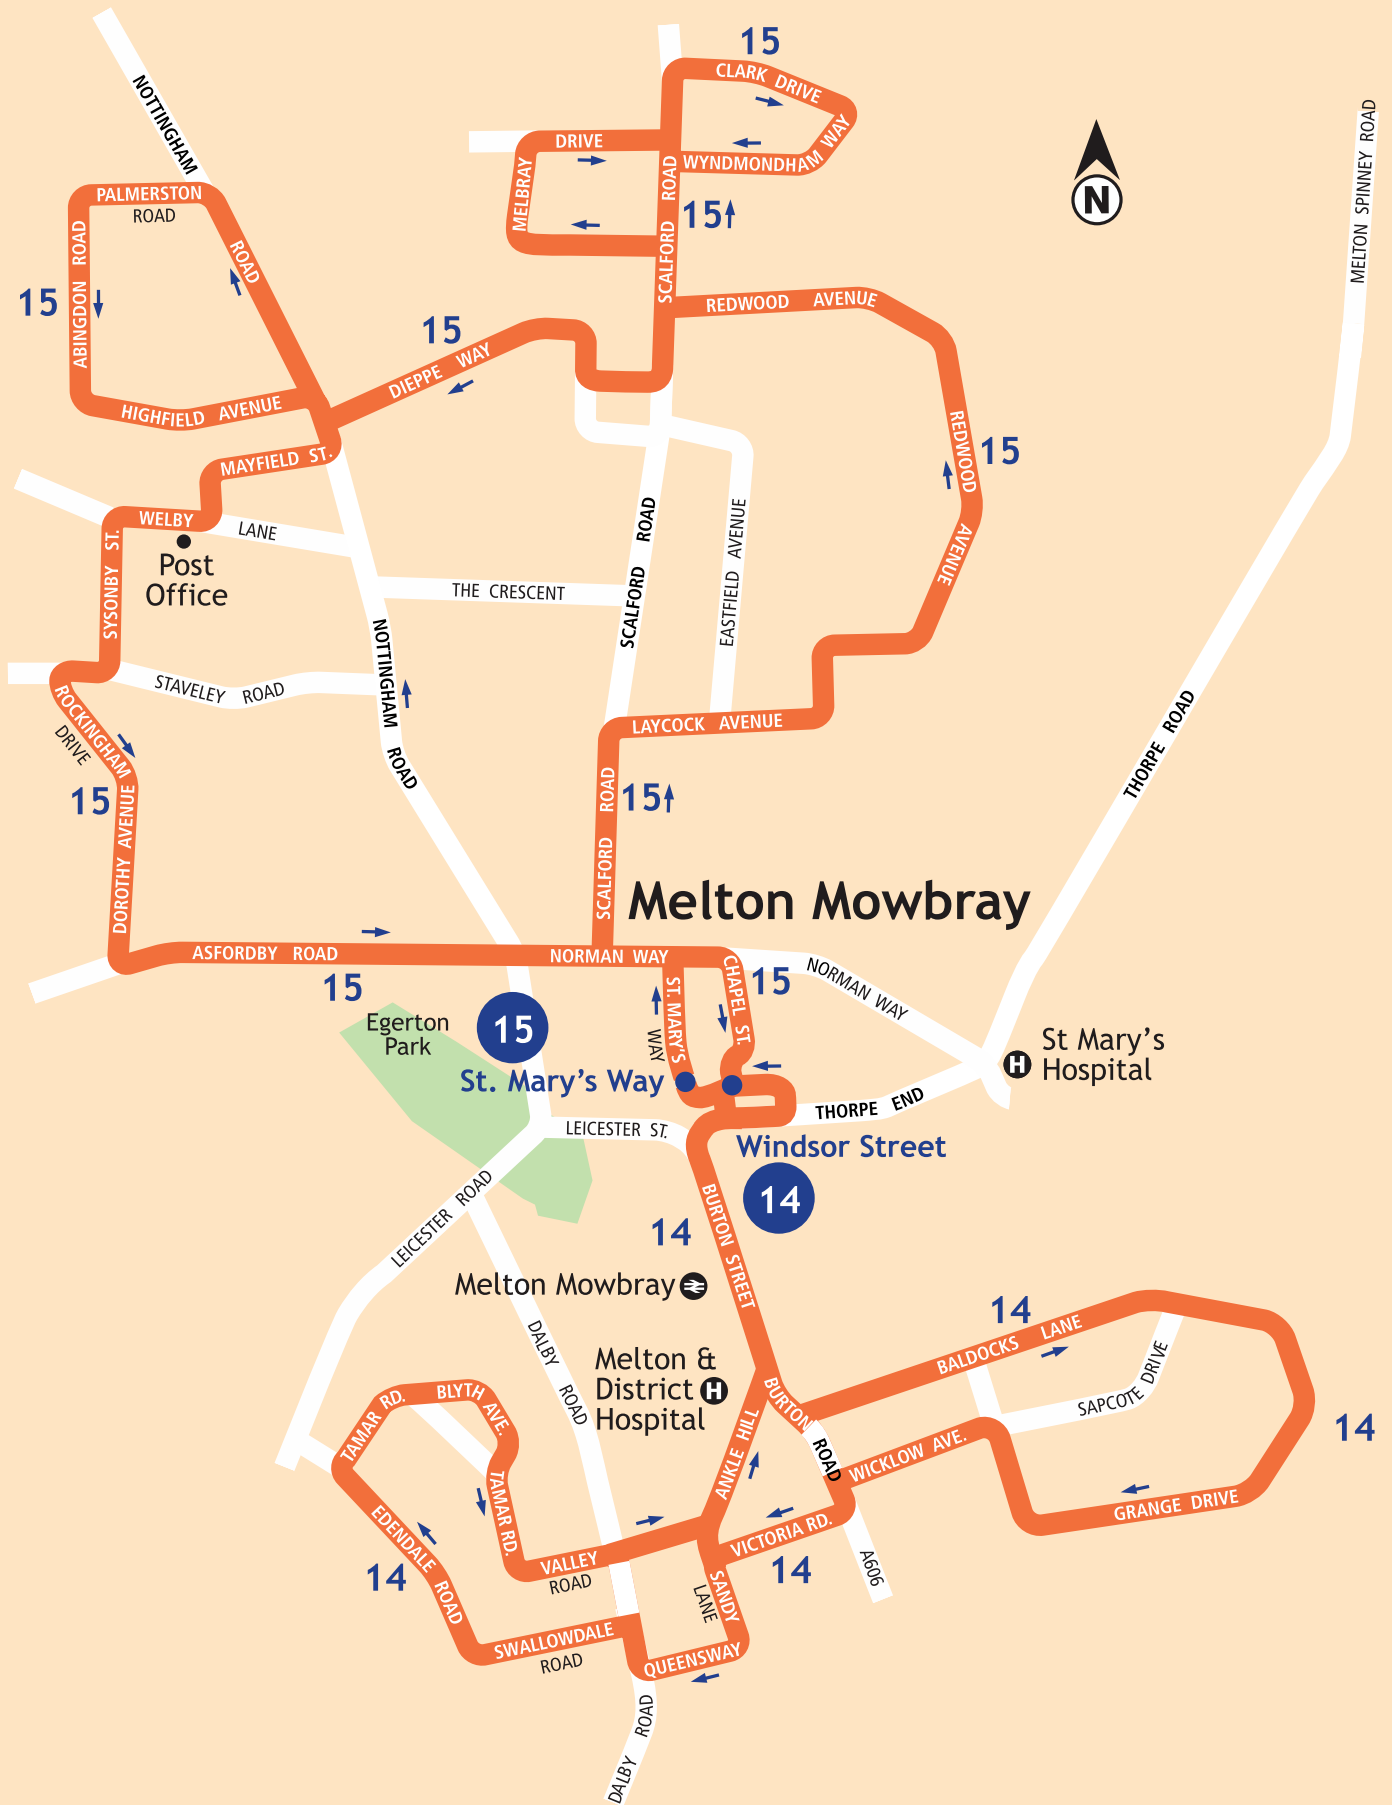 15
CLARK DRIVE
NOTTINGHAM
MELTON SPINNEY ROAD
DRIVE
WYNDMONDHAM WAY
MELBRAY
ROAD
N
PALMERSTON
ROAD
15
SCALFORD
ROAD
ABINGDON ROAD
15
REDWOOD AVENUE
15
DIEPPE WAY
HIGHFIELD AVENUE
REDWOOD
15
MAYFIELD ST.
WELBY
LANE
SCALFORD ROAD
EASTFIELD AVENUE
AVENUE
Post
Office
SYSONBY ST.
THE CRESCENT
NOTTINGHAM
STAVELEY ROAD
ROCKINGHAM
DRIVE
THORPE ROAD
LAYCOCK AVENUE
ROAD
15
15
SCALFORD ROAD
DOROTHY AVENUE
Melton Mowbray
ASFORDBY ROAD
NORMAN WAY
15
CHAPEL ST.
15
NORMAN WAY
ST. MARY'S
WAY
Egerton
Park
15
St Mary's
Hospital
H
St. Mary's Way
THORPE END
LEICESTER ST.
Windsor Street
14
LEICESTER ROAD
BURTON STREET
14
Melton Mowbray
DALBY ROAD
14
BALDOCKS LANE
SAPCOTE DRIVE
Melton &
District
Hospital
H
BURTON
ROAD
TAMAR RD.
BLYTH AVE.
ANKLE HILL
14
WICKLOW AVE.
TAMAR RD.
GRANGE DRIVE
EDENDALE ROAD
14
VALLEY
ROAD
VICTORIA RD.
14
A606
SANDY
LANE
SWALLOWDALE
ROAD
QUEENSWAY
DALBY ROAD